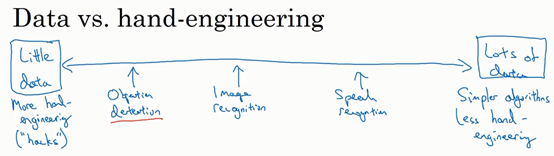 Data vs. hand-engineering
Little
data
Lots of
data
More hand-
engineering
("hacks")
detection
Image
recognition
Speech
recognition
Simpler algorithms
Less hand-
engineering